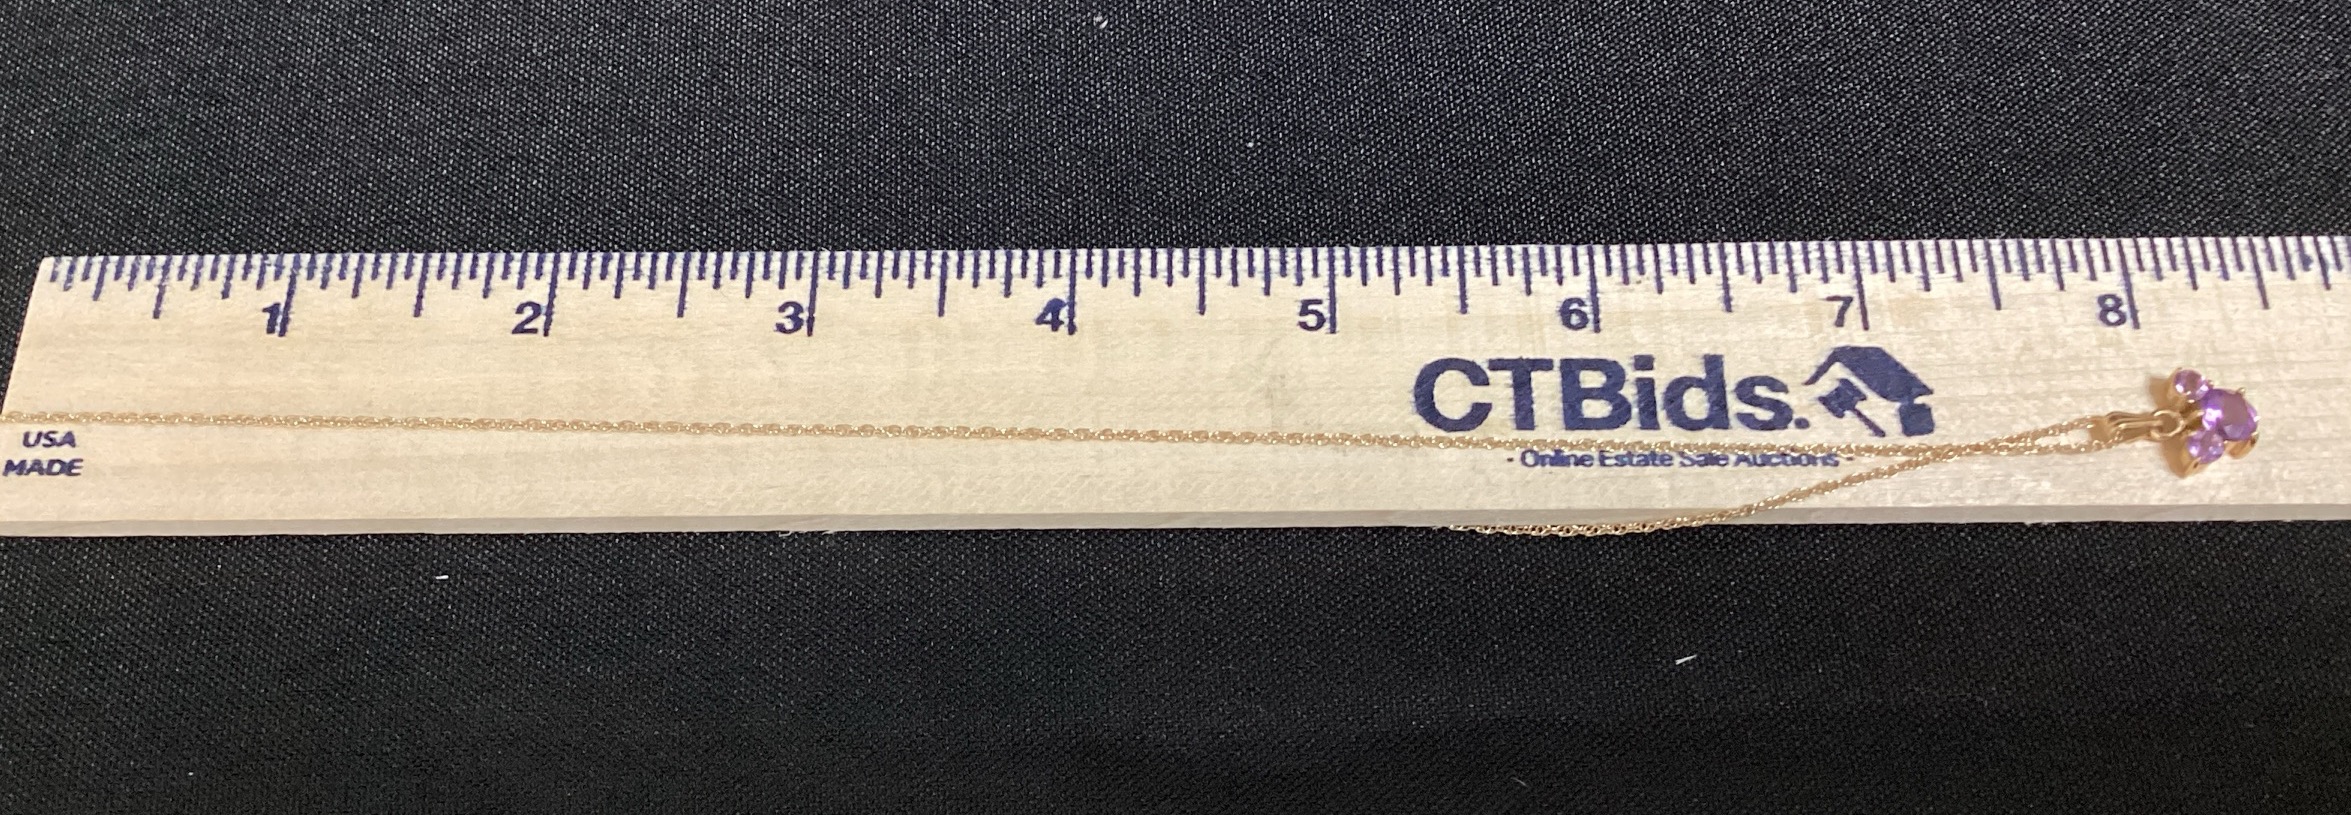 1 2 3 4 5 6 7 8
CTBids.
USA
MADE
· Online Estate Sale Auctions ·